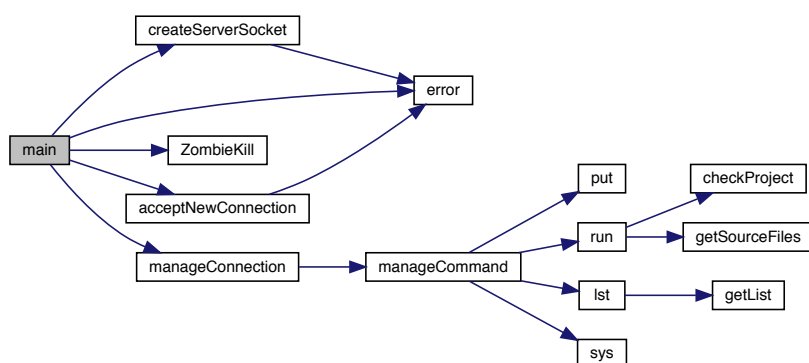 main
createServerSocket
error
ZombieKill
acceptNewConnection
manageConnection
manageCommand
put
run
lst
sys
checkProject
getSourceFiles
getList